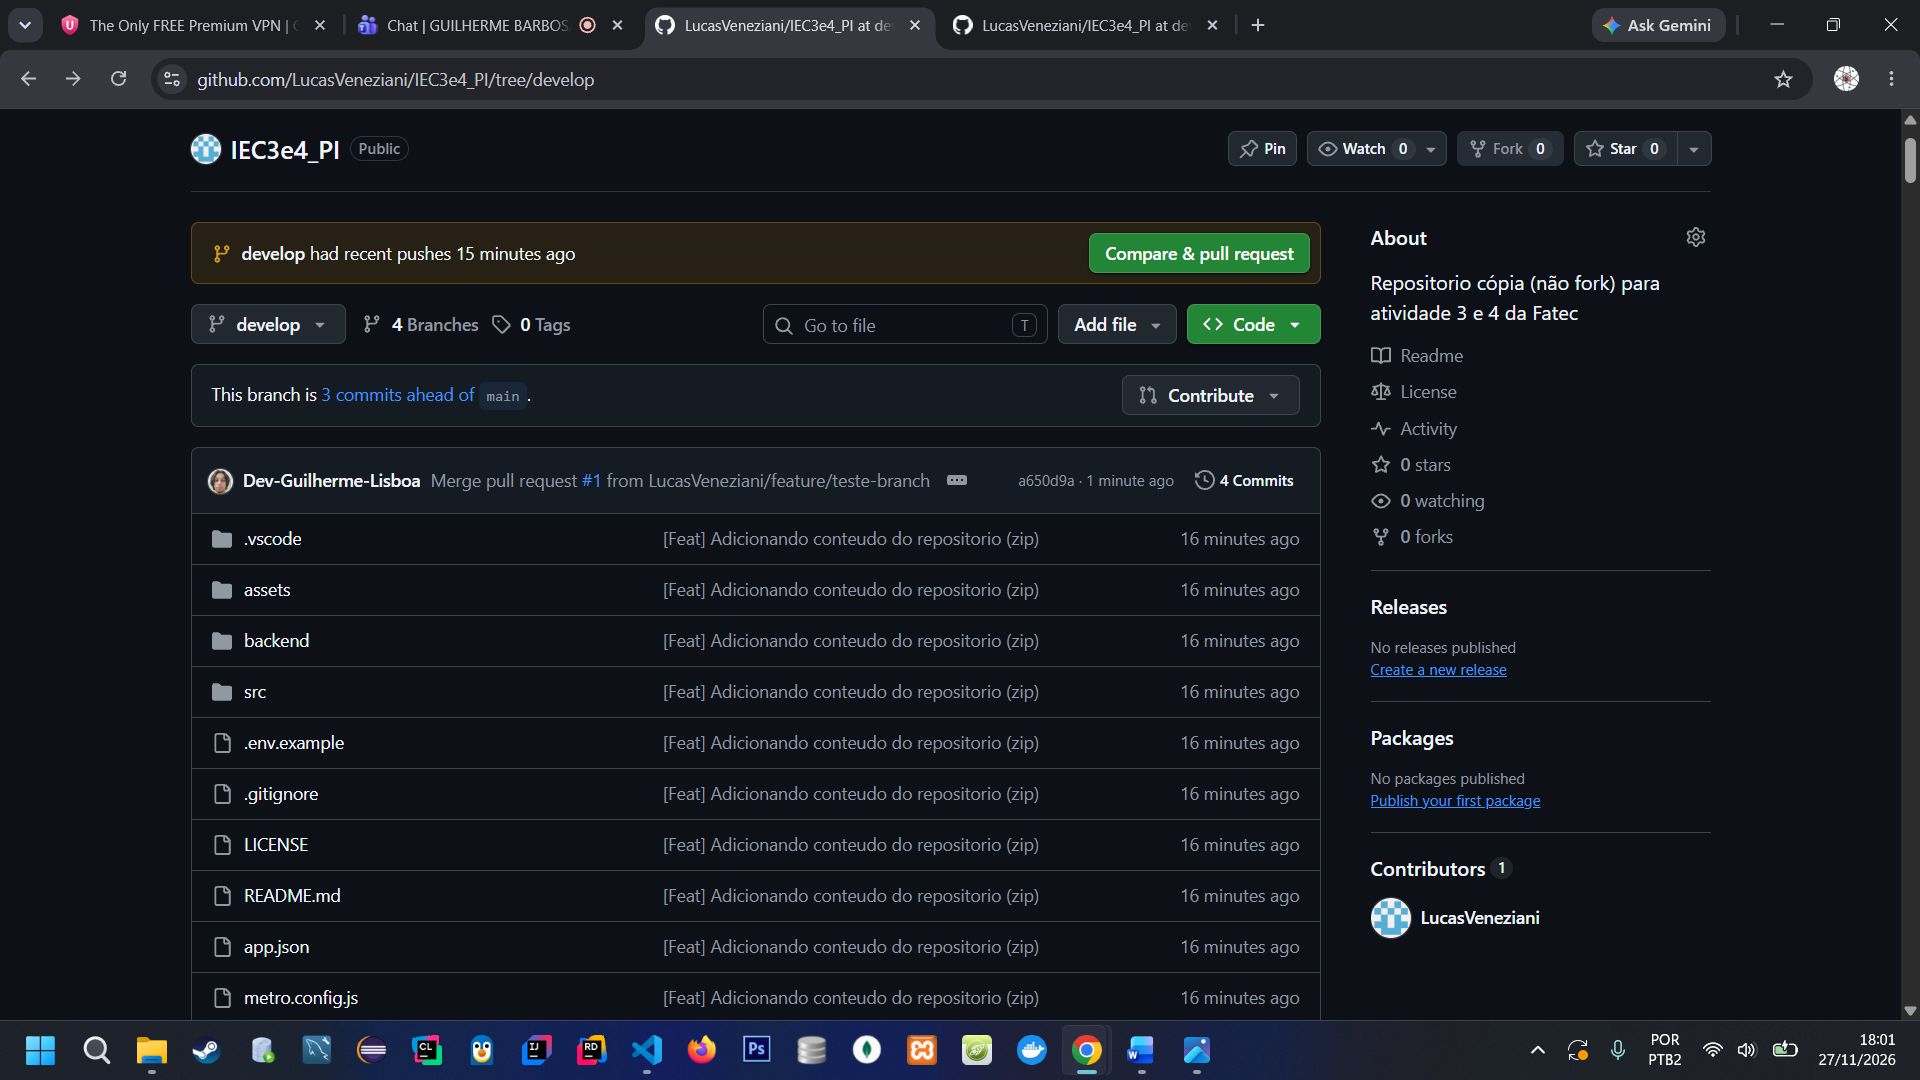 The Only FREE Premium VPN |
Chat | GUILHERME BARBOS
LucasVeneziani/IEC3e4_PI at de
LucasVeneziani/IEC3e4_PI at de
Ask Gemini
github.com/LucasVeneziani/IEC3e4_PI/tree/develop
IEC3e4_PI Public
Pin
Watch 0
Fork 0
Star 0
develop had recent pushes 15 minutes ago
Compare & pull request
develop
4 Branches
0 Tags
Go to file T
Add file
Code
This branch is 3 commits ahead of main .
Contribute
Dev-Guilherme-Lisboa Merge pull request #1 from LucasVeneziani/feature/teste-branch
a650d9a · 1 minute ago
4 Commits
.vscode [Feat] Adicionando conteudo do repositorio (zip) 16 minutes ago
assets [Feat] Adicionando conteudo do repositorio (zip) 16 minutes ago
backend [Feat] Adicionando conteudo do repositorio (zip) 16 minutes ago
src [Feat] Adicionando conteudo do repositorio (zip) 16 minutes ago
.env.example [Feat] Adicionando conteudo do repositorio (zip) 16 minutes ago
.gitignore [Feat] Adicionando conteudo do repositorio (zip) 16 minutes ago
LICENSE [Feat] Adicionando conteudo do repositorio (zip) 16 minutes ago
README.md [Feat] Adicionando conteudo do repositorio (zip) 16 minutes ago
app.json [Feat] Adicionando conteudo do repositorio (zip) 16 minutes ago
metro.config.js [Feat] Adicionando conteudo do repositorio (zip) 16 minutes ago
About
Repositorio cópia (não fork) para
atividade 3 e 4 da Fatec
Readme
License
Activity
0 stars
0 watching
0 forks
Releases
No releases published
Create a new release
Packages
No packages published
Publish your first package
Contributors 1
LucasVeneziani
CL
IJ
RD
Ps
W
POR
PTB2
18:01
27/11/2026